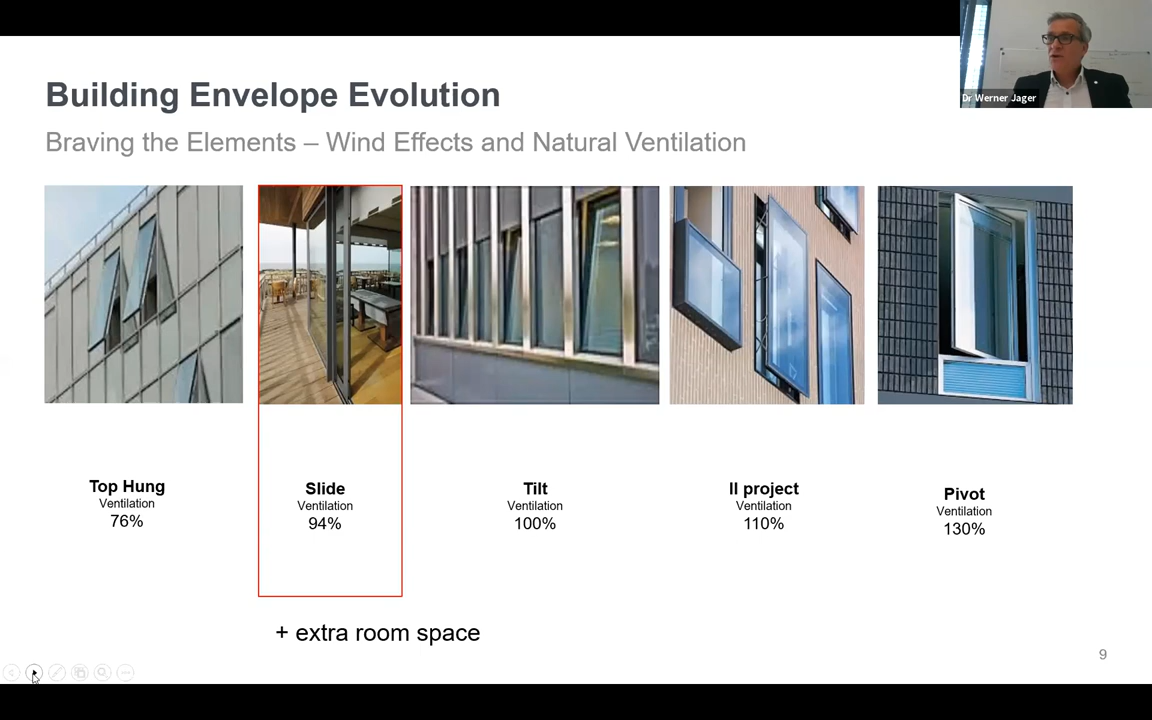 Building Envelope Evolution
Dr Werner Jager
Braving the Elements – Wind Effects and Natural Ventilation
Top Hung
Ventilation
76%
Slide
Ventilation
94%
Tilt
Ventilation
100%
II project
Ventilation
110%
Pivot
Ventilation
130%
+ extra room space
9